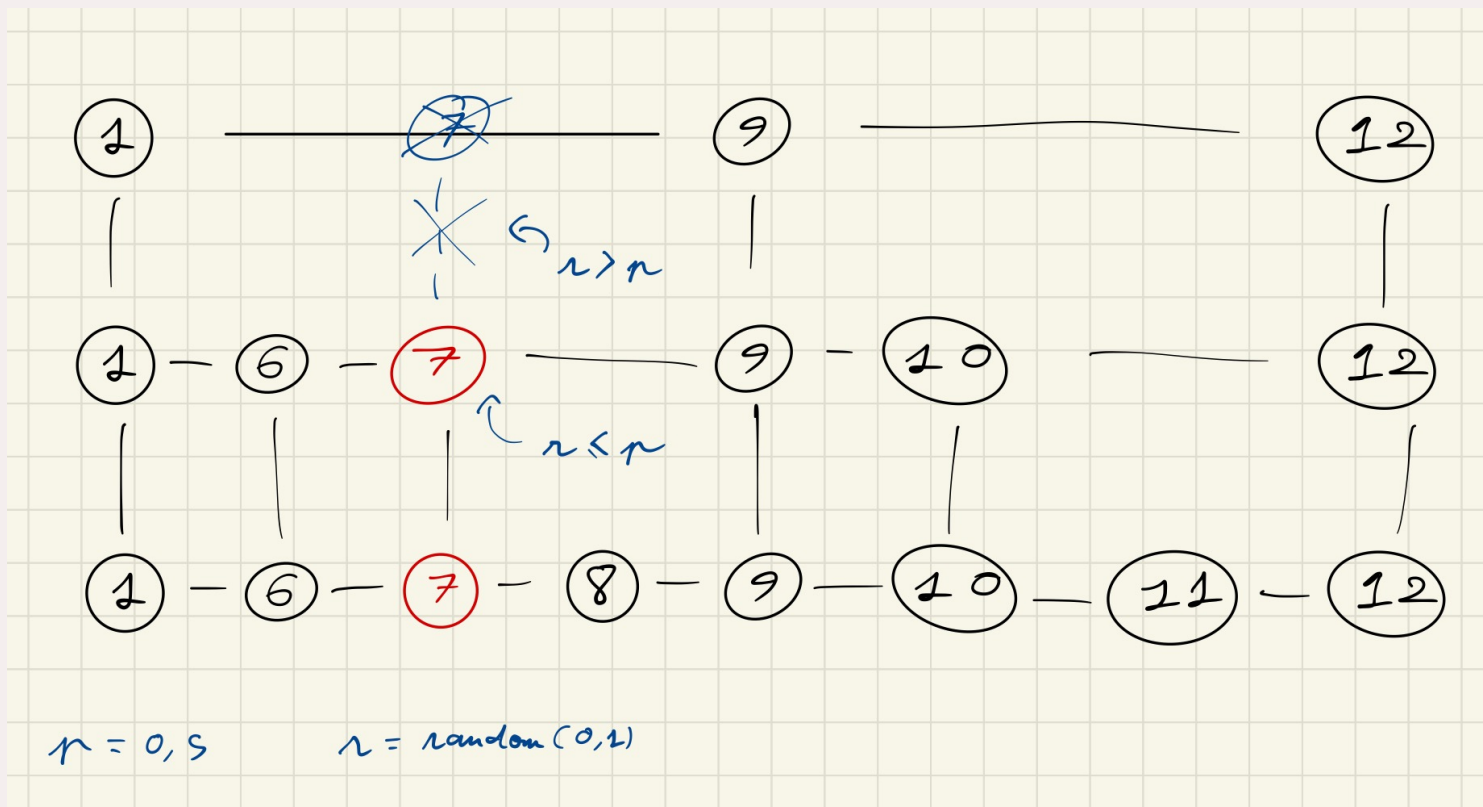 1 7 9 12
r > p
1 6 7 9 10 12
r ≤ p
1 6 7 8 9 10 11 12
p = 0,5 r = random (0,1)